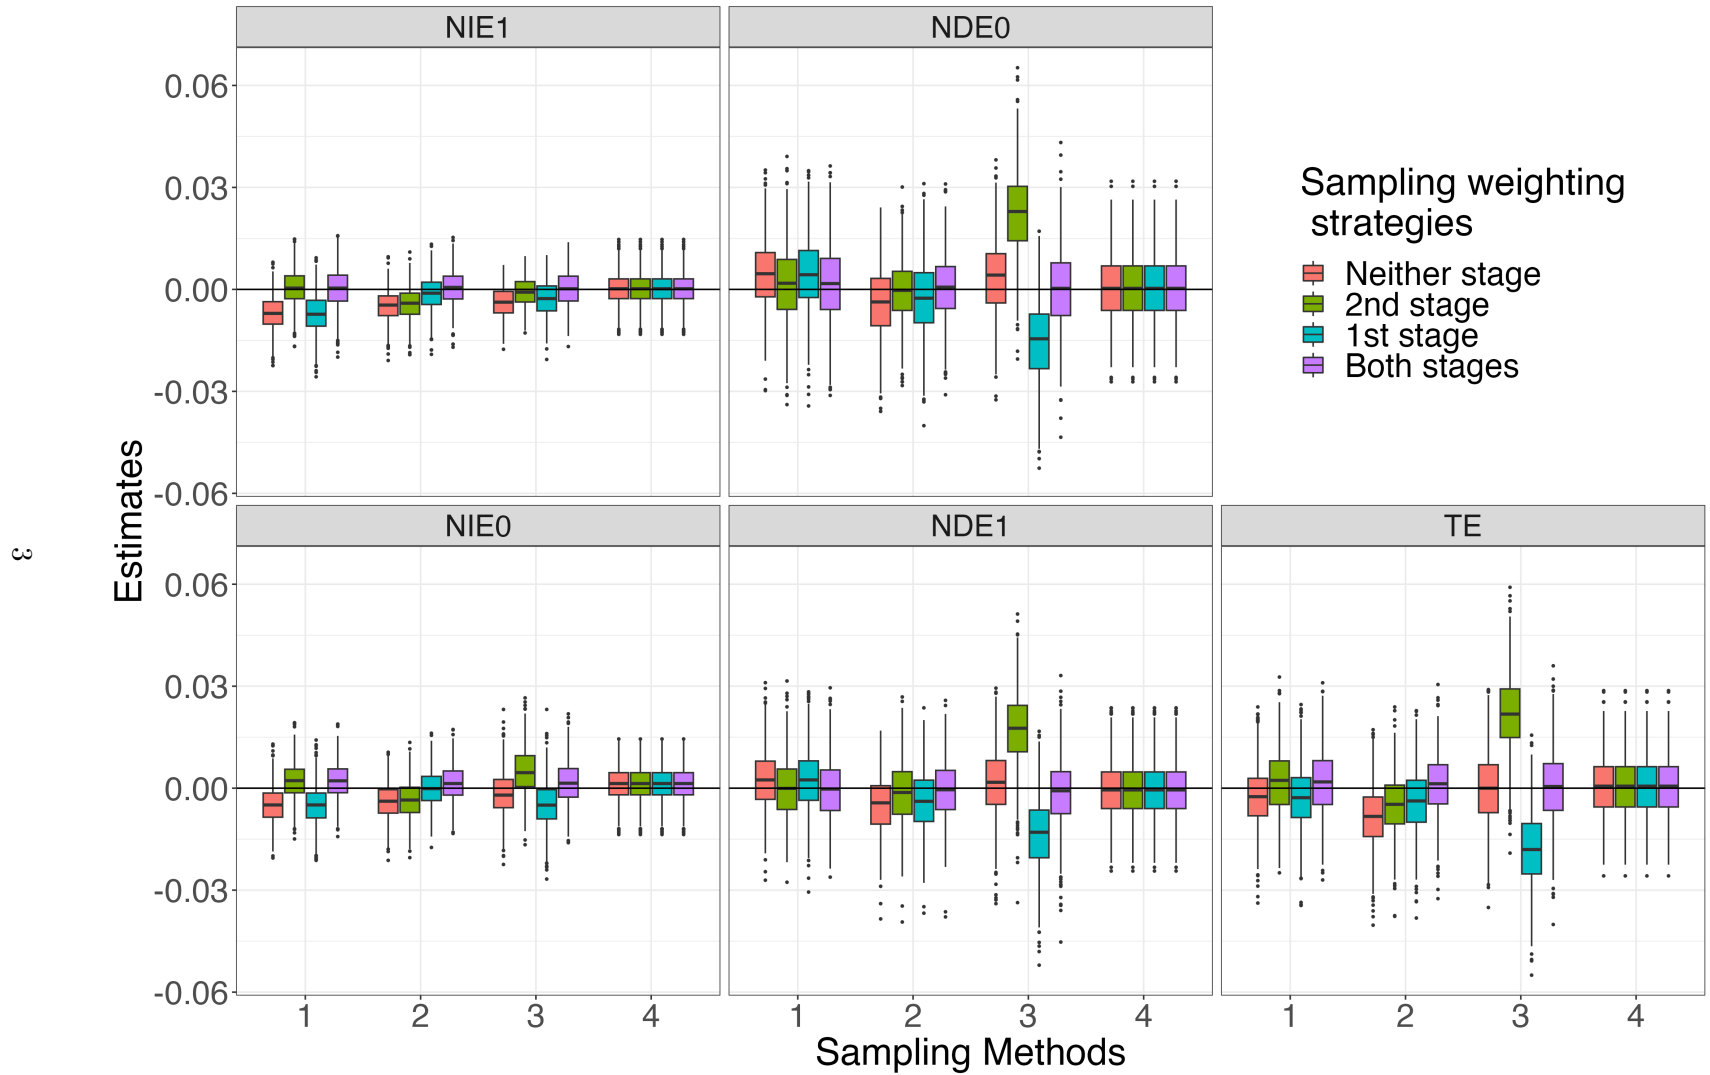 NIE1
NDE0
0.06
0.03
0.00
-0.03
-0.06
Sampling weighting
strategies
Neither stage
2nd stage
1st stage
Both stages
Estimates
3
NIE0
NDE1
TE
0.06
0.03
0.00
-0.03
-0.06
1 2 3 4
1 2 3 4
1 2 3 4
Sampling Methods